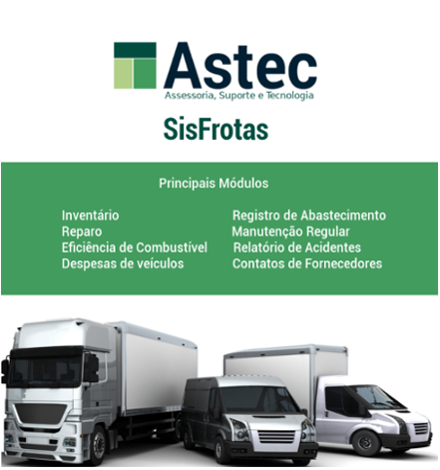 Astec
Assessoria, Suporte e Tecnologia
SisFrotas
Principais Módulos
Inventário
Reparo
Eficiência de Combustível
Despesas de veículos
Registro de Abastecimento
Manutenção Regular
Relatório de Acidentes
Contatos de Fornecedores